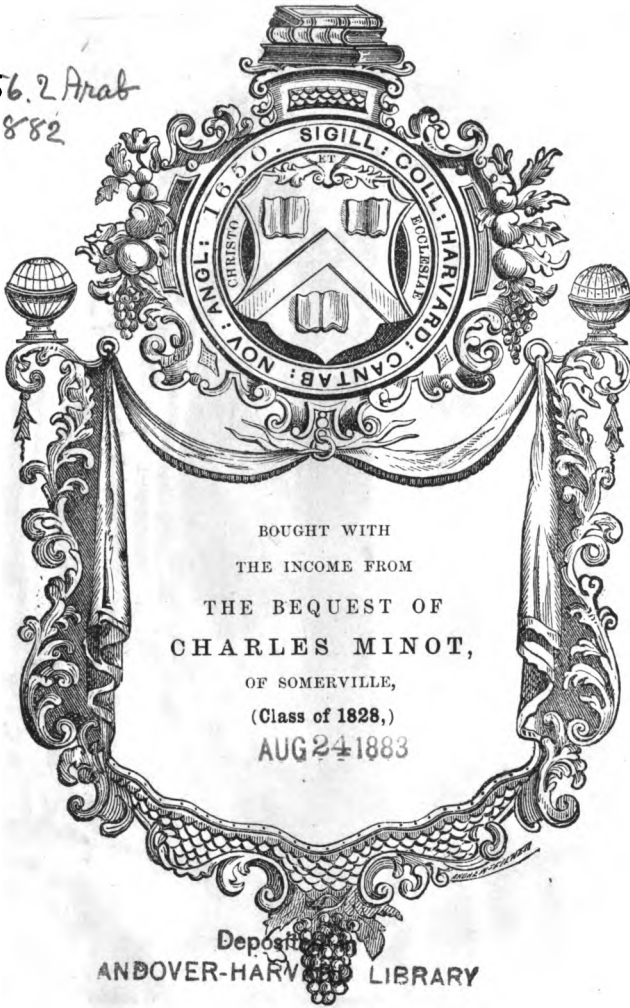 56.2 Arab
882
SIGILL: COLL: HARVARD: CANTAB: NOV: ANGL: 1650.
CHRISTO
ET
ECCLESIAE
BOUGHT WITH
THE INCOME FROM
THE BEQUEST OF
CHARLES MINOT,
OF SOMERVILLE,
(Class of 1828,)
AUG 24 1883
ANDOVER-HARVARD LIBRARY